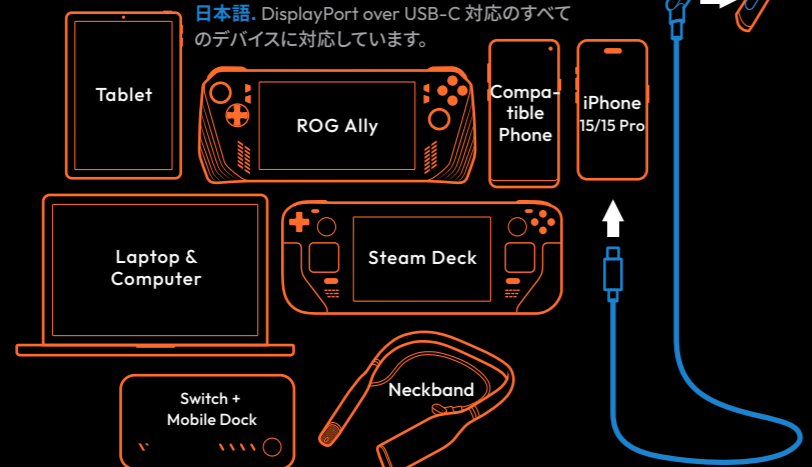 日本語. DisplayPort over USB-C 対応のすべて
のデバイスに対応しています。
Tablet
ROG Ally
Compa-
tible
Phone
iPhone
15/15 Pro
Laptop &
Computer
Steam Deck
Switch +
Mobile Dock
Neckband